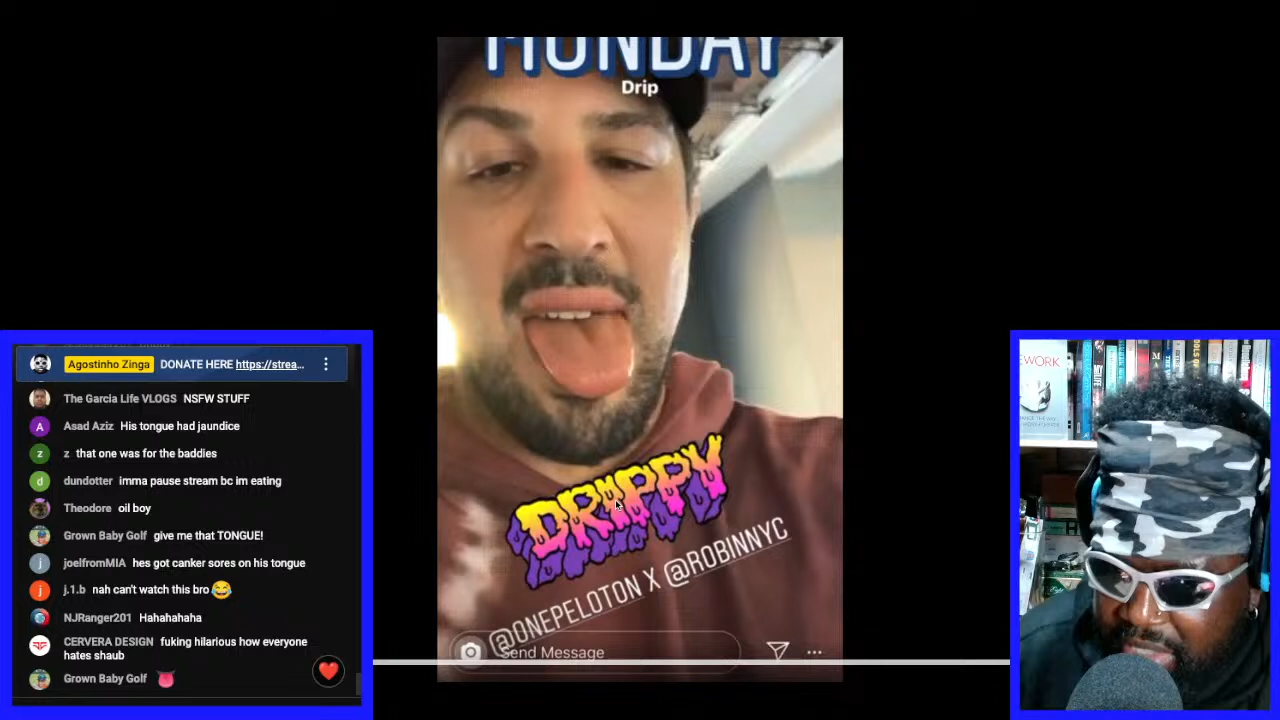 MONDAY
Drip
DRIPPY
@ONEPELOTON X @ROBINNYC
Send Message
Agostinho Zinga DONATE HERE https://strea...
The Garcia Life VLOGS NSFW STUFF
A Asad Aziz His tongue had jaundice
z z that one was for the baddies
d dundotter imma pause stream bc im eating
Theodore oil boy
Grown Baby Golf give me that TONGUE!
j joelfromMIA hes got canker sores on his tongue
j j.1.b nah can't watch this bro 😂
NJRanger201 Hahahahaha
CERVERA DESIGN fuking hilarious how everyone
hates shaub
Grown Baby Golf 👅
EWORK